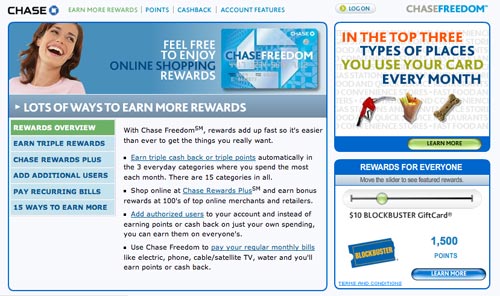 CHASE
EARN MORE REWARDS | POINTS | CASHBACK | ACCOUNT FEATURES
LOG ON
CHASEFREEDOM℠
FEEL FREE
TO ENJOY
ONLINE SHOPPING
REWARDS
CHASE
CHASEFREEDOM
LOTS OF WAYS TO EARN MORE REWARDS
REWARDS OVERVIEW
EARN TRIPLE REWARDS
CHASE REWARDS PLUS
ADD ADDITIONAL USERS
PAY RECURRING BILLS
15 WAYS TO EARN MORE
With Chase Freedom℠, rewards add up fast so it's easier
than ever to get the things you really want.
Earn triple cash back or triple points automatically in
the 3 everyday categories where you spend the most
each month. There are 15 categories in all.
Shop online at Chase Rewards Plus℠ and earn bonus
rewards at 100's of top online merchants and retailers.
Add authorized users to your account and instead of
earning points or cash back on just your own spending,
you can earn them on everyone's.
Use Chase Freedom to pay your regular monthly bills
like electric, phone, cable/satellite TV, water and you'll
earn points or cash back.
IN THE TOP THREE
TYPES OF PLACES
YOU USE YOUR CARD
EVERY MONTH
LEARN MORE
REWARDS FOR EVERYONE
Move the slider to see featured rewards.
$10 BLOCKBUSTER GiftCard®
BLOCKBUSTER
1,500
POINTS
TERMS AND CONDITIONS
LEARN MORE